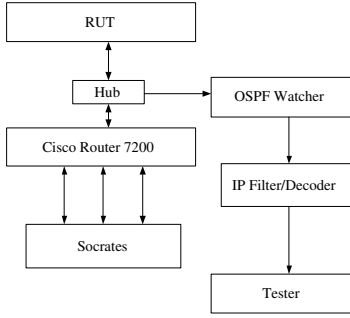 RUT
Hub
OSPF Watcher
Cisco Router 7200
IP Filter/Decoder
Socrates
Tester